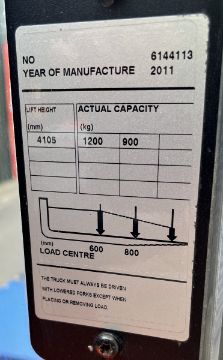 NO 6144113
YEAR OF MANUFACTURE 2011
LIFT HEIGHT ACTUAL CAPACITY
(mm) (kg)
4105 1200 900
(mm) 600 800
LOAD CENTRE
THE TRUCK MUST ALWAYS BE DRIVEN
WITH LOWERED FORKS EXCEPT WHEN
PLACING OR REMOVING LOAD.